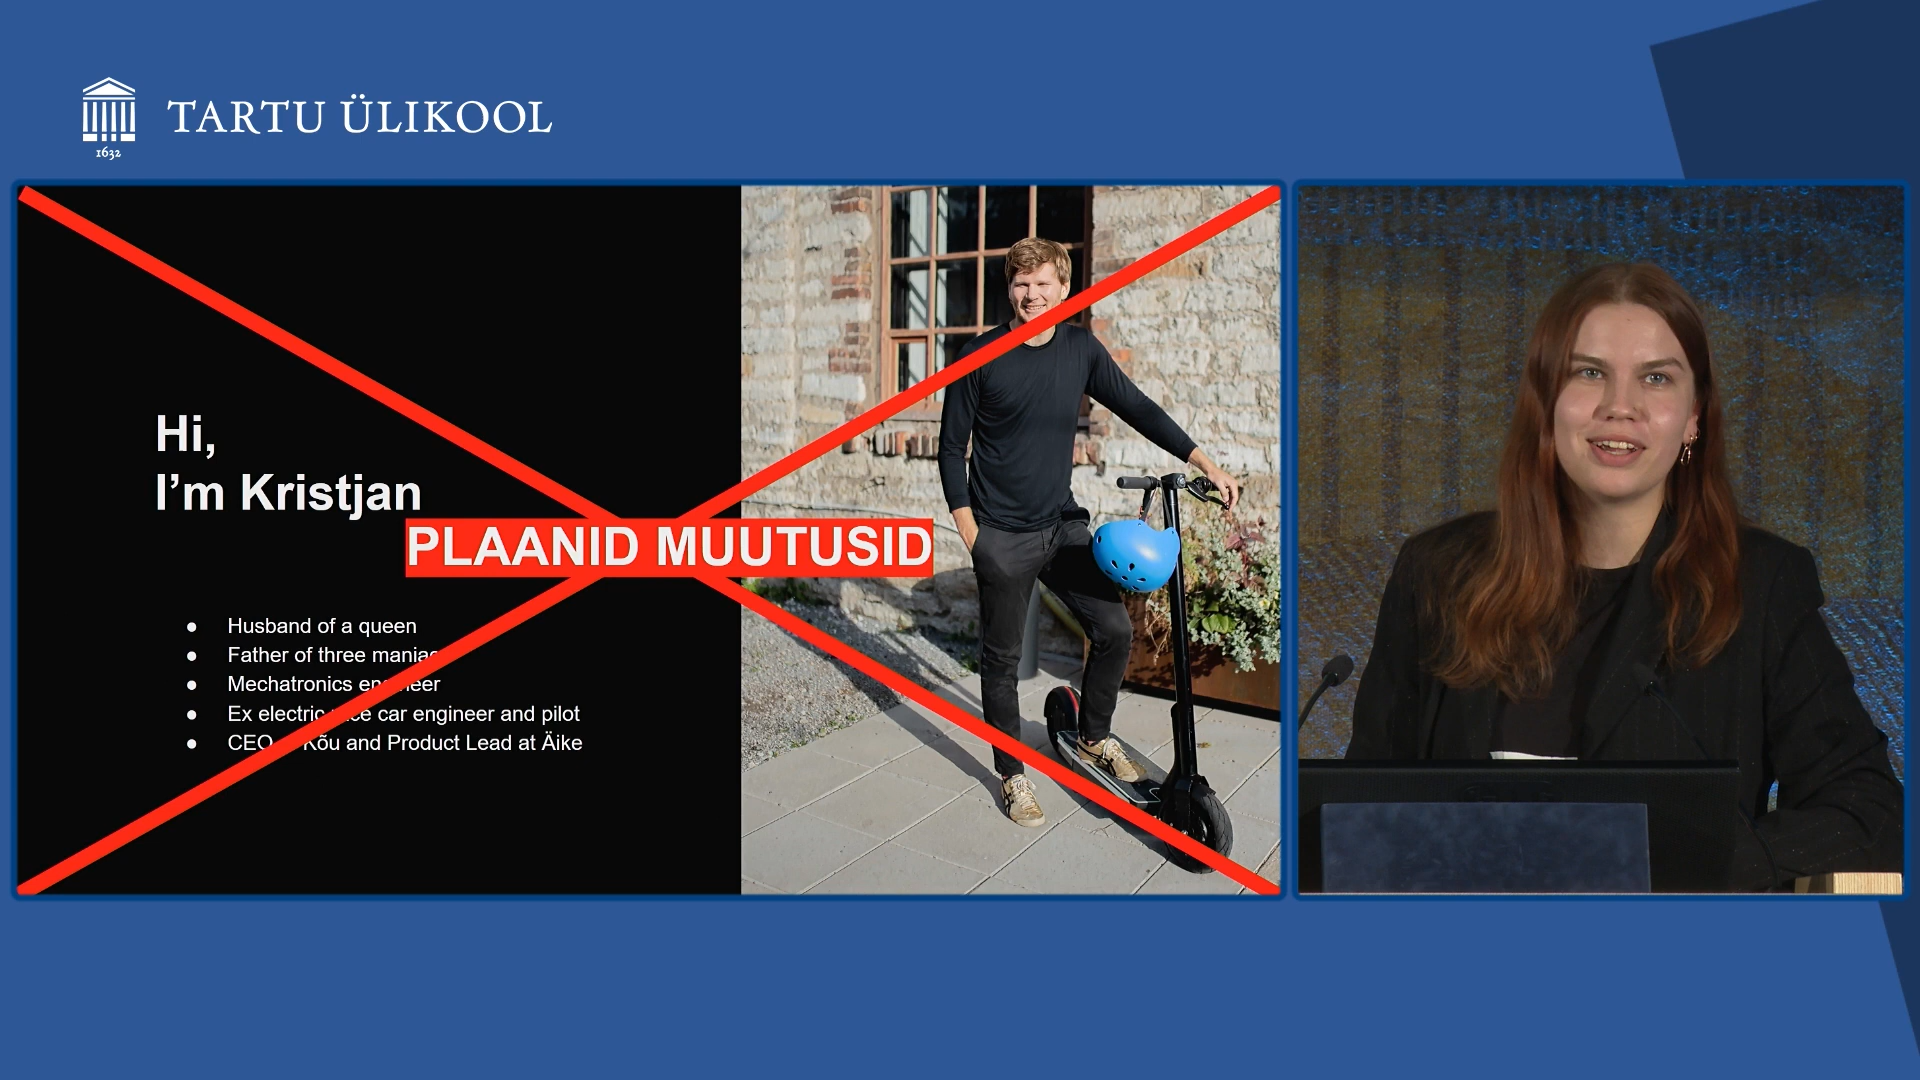 1632
TARTU ÜLIKOOL
Hi,
I'm Kristjan
PLAANID MUUTUSID
● Husband of a queen
● Father of three
● Mechatronics
● Ex electric car engineer and pilot
● CEO Kõu and Product Lead at Äike